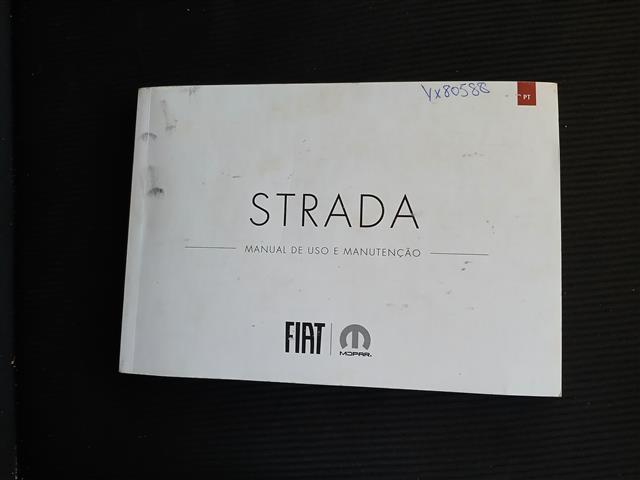 Yx80588
PT
STRADA
MANUAL DE USO E MANUTENÇÃO
FIAT
MOPAR